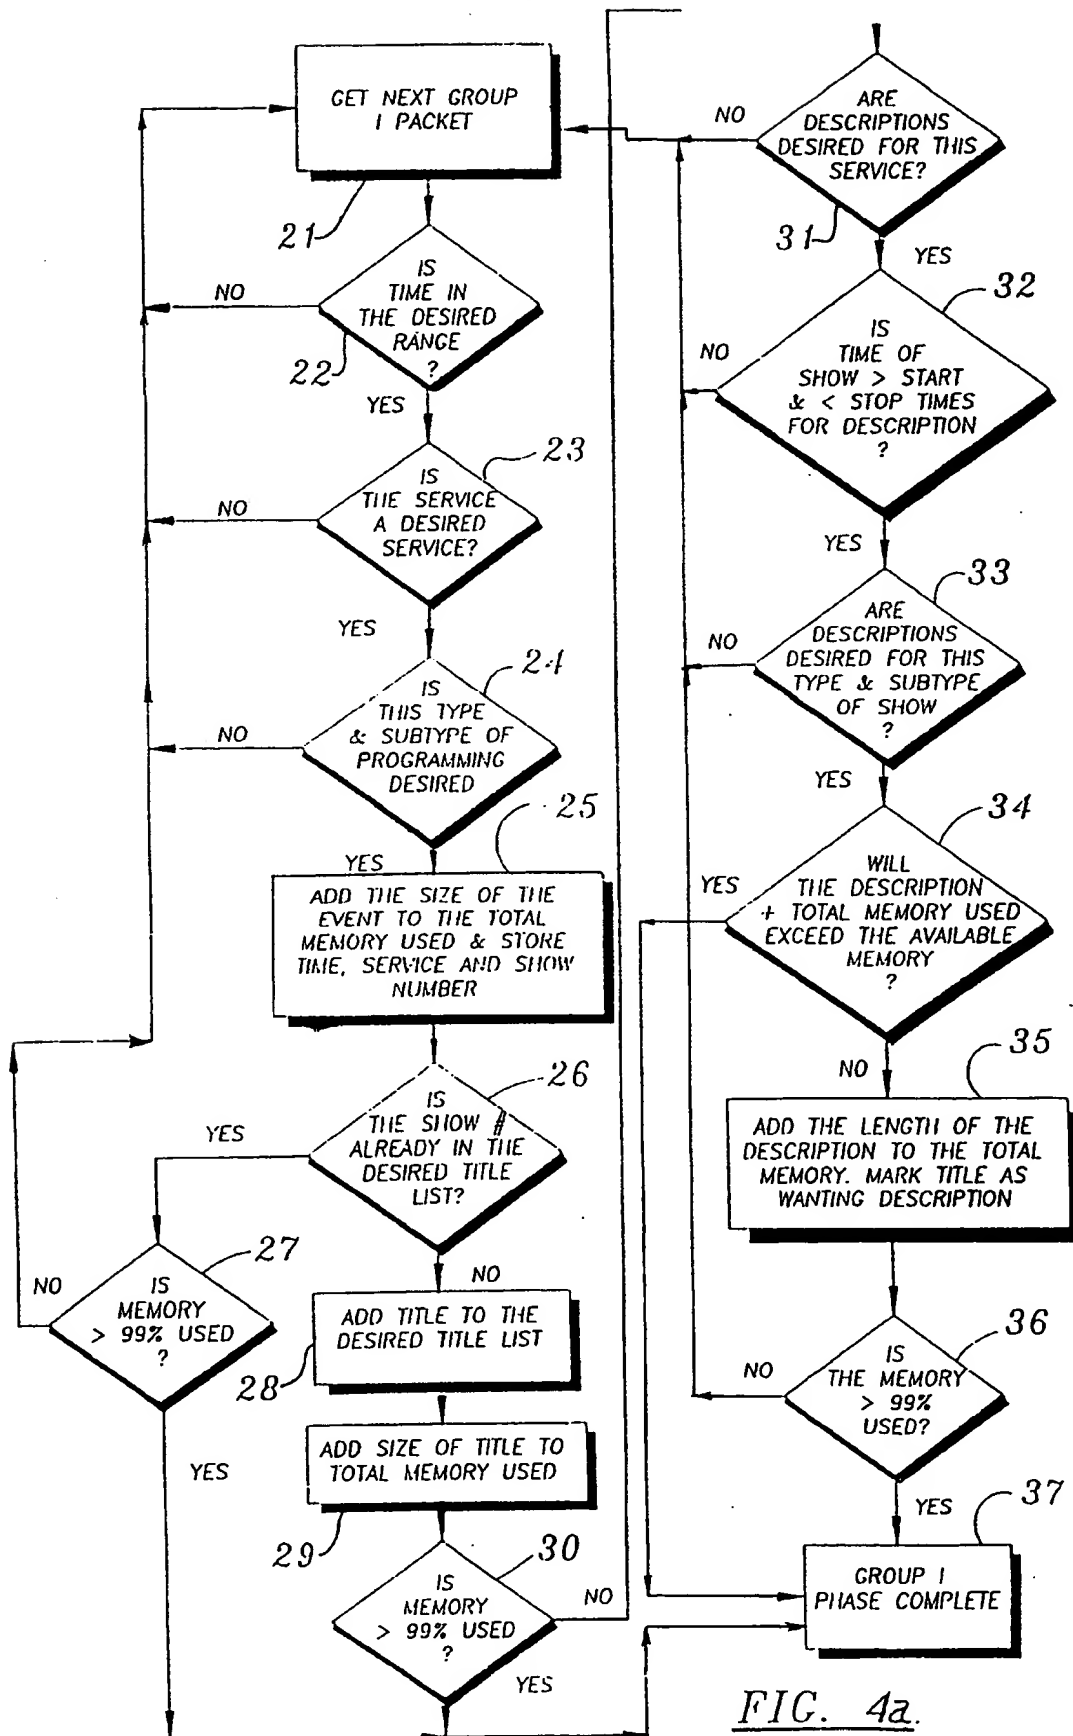 GET NEXT GROUP
1 PACKET
21
IS
TIME IN
THE DESIRED
RANGE
?
22
NO
YES
23
IS
THE SERVICE
A DESIRED
SERVICE?
NO
YES
24
IS
THIS TYPE
& SUBTYPE OF
PROGRAMMING
DESIRED
NO
YES
25
ADD THE SIZE OF THE
EVENT TO THE TOTAL
MEMORY USED & STORE
TIME, SERVICE AND SHOW
NUMBER
26
IS
THE SHOW #
ALREADY IN THE
DESIRED TITLE
LIST?
YES
NO
27
IS
MEMORY
> 99% USED
?
NO
YES
ADD TITLE TO THE
DESIRED TITLE LIST
28
ADD SIZE OF TITLE TO
TOTAL MEMORY USED
29
30
IS
MEMORY
> 99% USED
?
NO
YES
ARE
DESCRIPTIONS
DESIRED FOR THIS
SERVICE?
NO
31
YES
32
IS
TIME OF
SHOW > START
& < STOP TIMES
FOR DESCRIPTION
?
NO
YES
33
ARE
DESCRIPTIONS
DESIRED FOR THIS
TYPE & SUBTYPE
OF SHOW
?
NO
YES
34
WILL
THE DESCRIPTION
+ TOTAL MEMORY USED
EXCEED THE AVAILABLE
MEMORY
?
YES
NO
35
ADD THE LENGTH OF THE
DESCRIPTION TO THE TOTAL
MEMORY. MARK TITLE AS
WANTING DESCRIPTION
36
IS
THE MEMORY
> 99%
USED?
NO
YES
37
GROUP 1
PHASE COMPLETE
FIG. 4a.